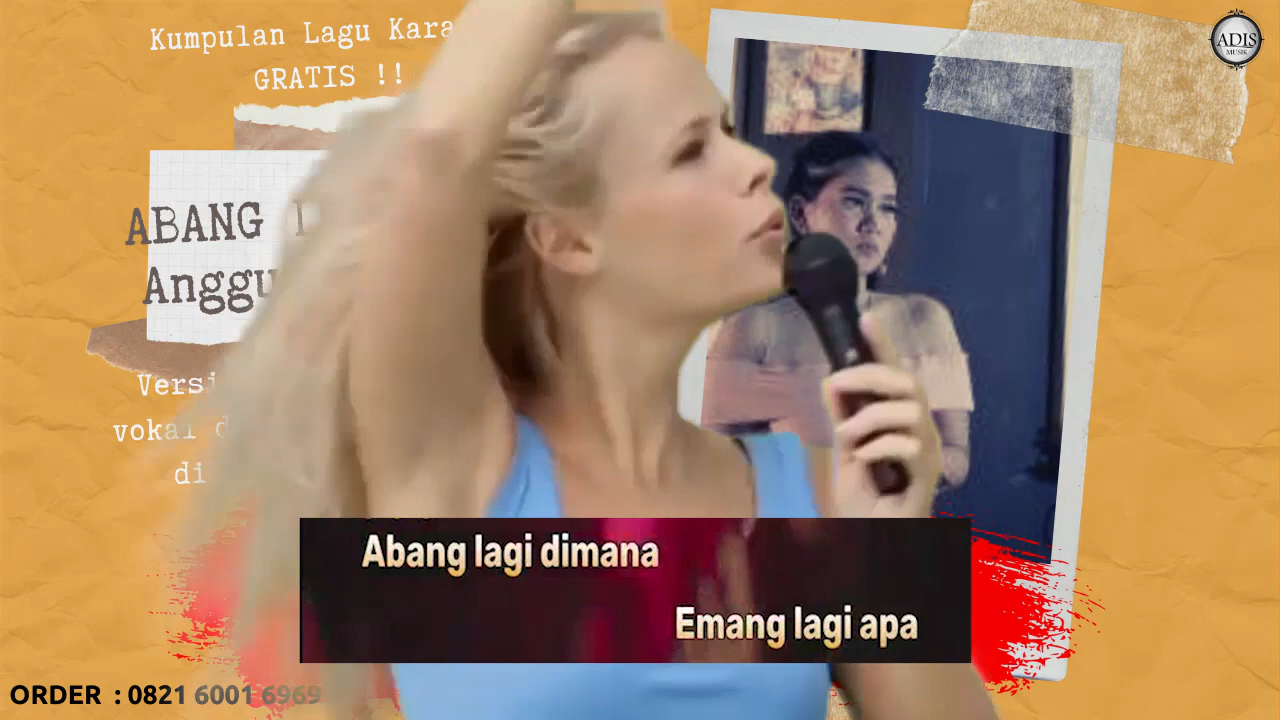 Kumpulan Lagu Kara
GRATIS !!
ADIS
MUSIK
ABANG
Anggu
Versi
vokal d
di
Abang lagi dimana
Emang lagi apa
ORDER : 0821 6001 6969